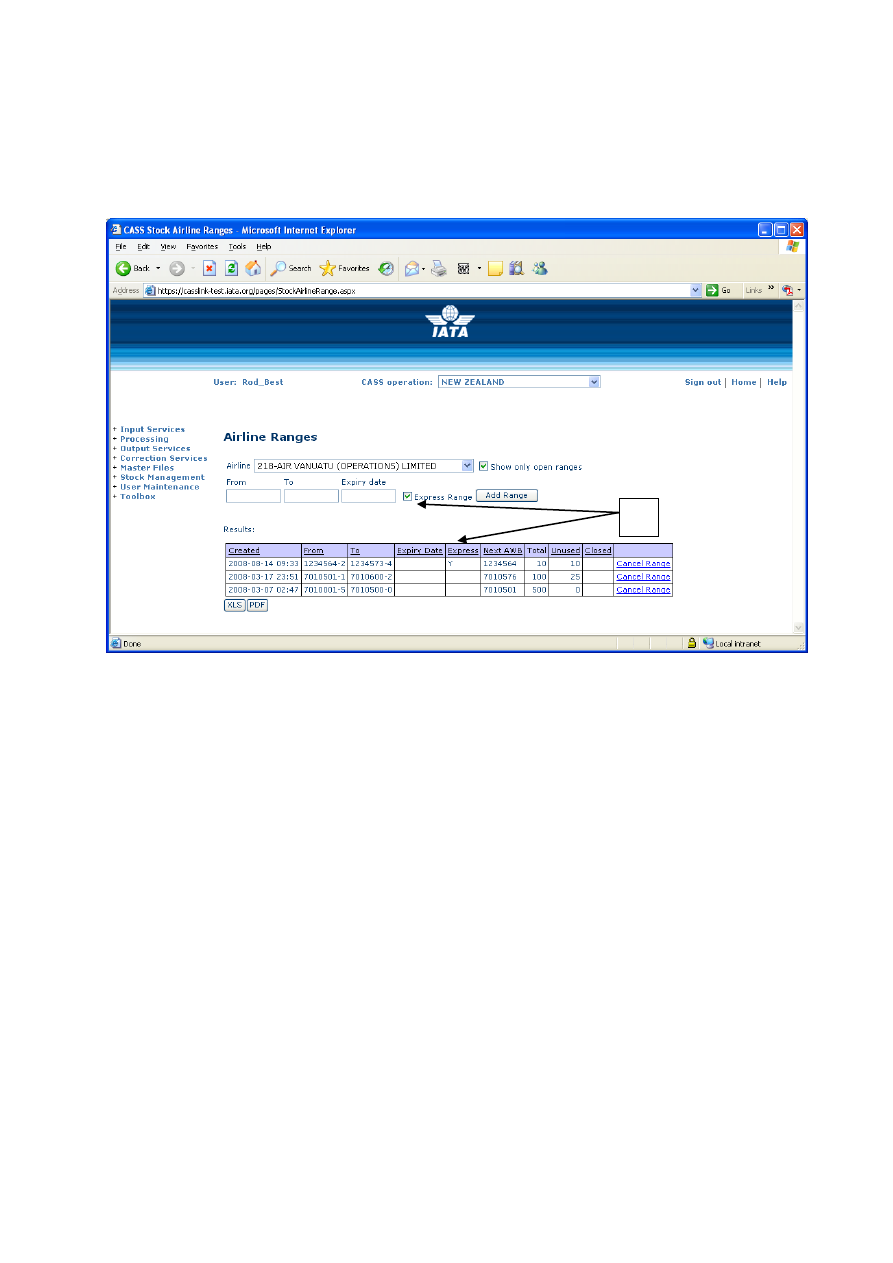 CASS Stock Airline Ranges - Microsoft Internet Explorer
File Edit View Favorites Tools Help
Back Search Favorites
Address https://casslink-test.iata.org/pages/StockAirlineRange.aspx Go Links »
IATA
User: Rod_Best CASS operation: NEW ZEALAND Sign out | Home | Help
+ Input Services
+ Processing
+ Output Services
+ Correction Services
+ Master Files
+ Stock Management
+ User Maintenance
+ Toolbox
Airline Ranges
Airline 218-AIR VANUATU (OPERATIONS) LIMITED Show only open ranges
From To Expiry date
Express Range Add Range
Results:
Created From To Expiry Date Express Next AWB Total Unused Closed
2008-08-14 09:33 1234564-2 1234573-4 Y 1234564 10 10 Cancel Range
2008-03-17 23:51 7010501-1 7010600-2 7010576 100 25 Cancel Range
2008-03-07 02:47 7010001-5 7010500-0 7010501 500 0 Cancel Range
XLS PDF
Done Local intranet